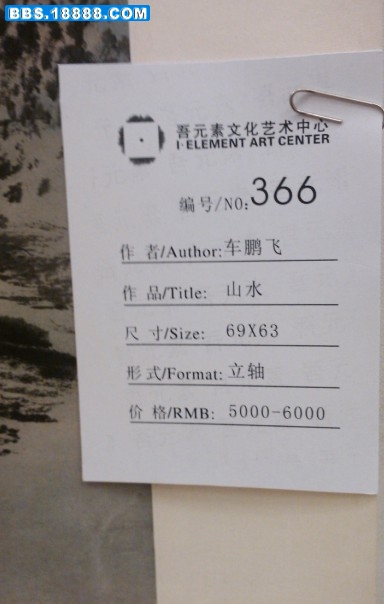 BBS.18888.COM
吾元素文化艺术中心
I·ELEMENT ART CENTER
编号/NO:366
作 者/Author:车鹏飞
作 品/Title: 山水
尺 寸/Size: 69X63
形 式/Format:立轴
价 格/RMB: 5000-6000